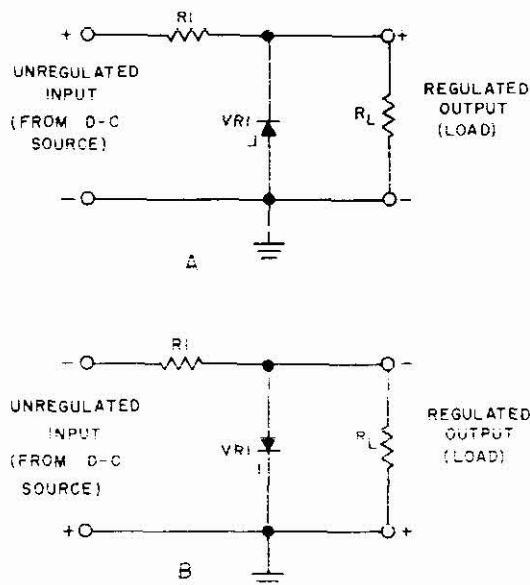 R1
+ +
UNREGULATED
INPUT
(FROM D-C
SOURCE)
VR1
RL
REGULATED
OUTPUT
(LOAD)
− −
A
R1
− −
UNREGULATED
INPUT
(FROM D-C
SOURCE)
VR1
RL
REGULATED
OUTPUT
(LOAD)
+ +
B